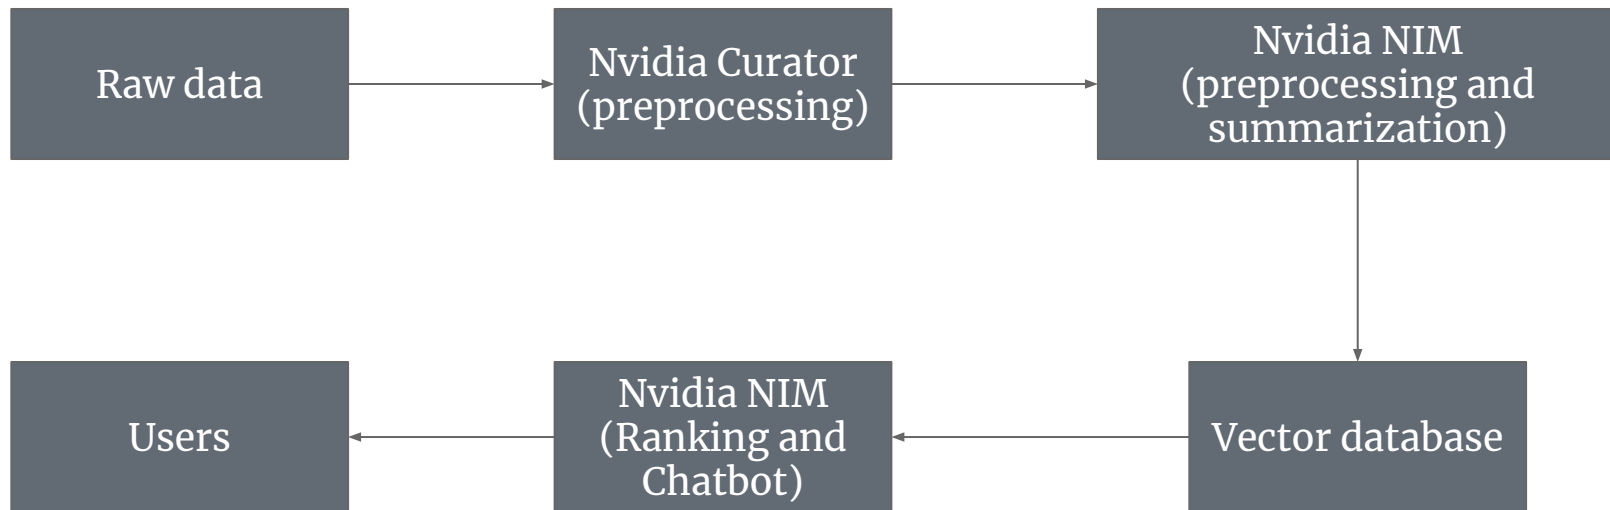 Raw data
Nvidia Curator
(preprocessing)
Nvidia NIM
(preprocessing and
summarization)
Users
Nvidia NIM
(Ranking and
Chatbot)
Vector database